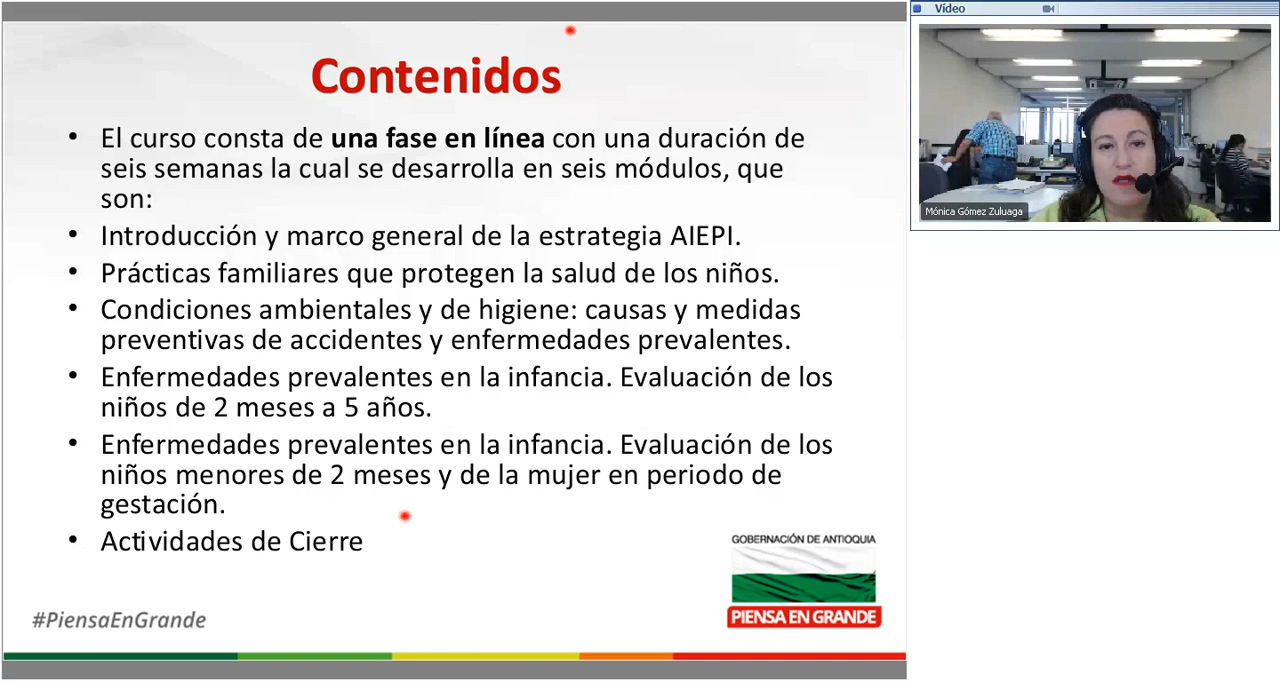 Contenidos
• El curso consta de una fase en línea con una duración de
seis semanas la cual se desarrolla en seis módulos, que
son:
• Introducción y marco general de la estrategia AIEPI.
• Prácticas familiares que protegen la salud de los niños.
• Condiciones ambientales y de higiene: causas y medidas
preventivas de accidentes y enfermedades prevalentes.
• Enfermedades prevalentes en la infancia. Evaluación de los
niños de 2 meses a 5 años.
• Enfermedades prevalentes en la infancia. Evaluación de los
niños menores de 2 meses y de la mujer en periodo de
gestación.
• Actividades de Cierre
GOBERNACIÓN DE ANTIOQUIA
PIENSA EN GRANDE
#PiensaEnGrande
Vídeo
Mónica Gómez Zuluaga